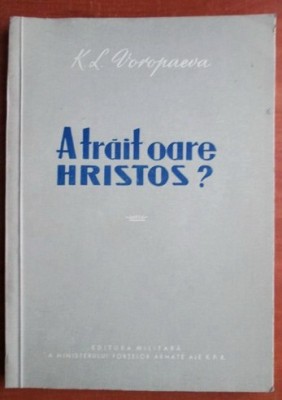 K. L. Voropaeva
A trăit oare
HRISTOS?
EDITURA MILITARĂ
A MINISTERULUI FORȚELOR ARMATE ALE R.P.R.